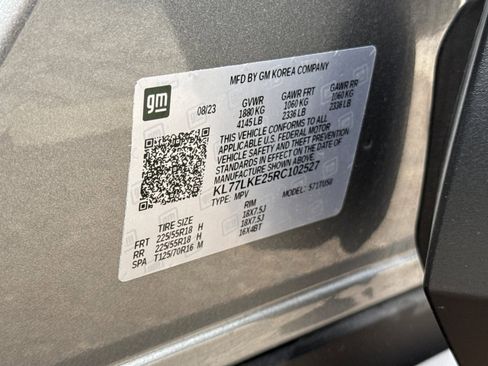 gm
MFD BY GM KOREA COMPANY
08/23 GVWR GAWR FRT GAWR RR
1880 KG 1060 KG 1060 KG
4145 LB 2336 LB 2336 LB
THIS VEHICLE CONFORMS TO ALL
APPLICABLE U.S. FEDERAL MOTOR
VEHICLE SAFETY AND THEFT PREVENTION
STANDARDS IN EFFECT ON THE DATE OF
MANUFACTURE SHOWN ABOVE.
KL77LKE25RC102527
TYPE: MPV MODEL: 571TU58
TIRE SIZE RIM
FRT 225/55R18 H 18X7.5J
RR 225/55R18 H 18X7.5J
SPA T125/70R16 M 16X4BT